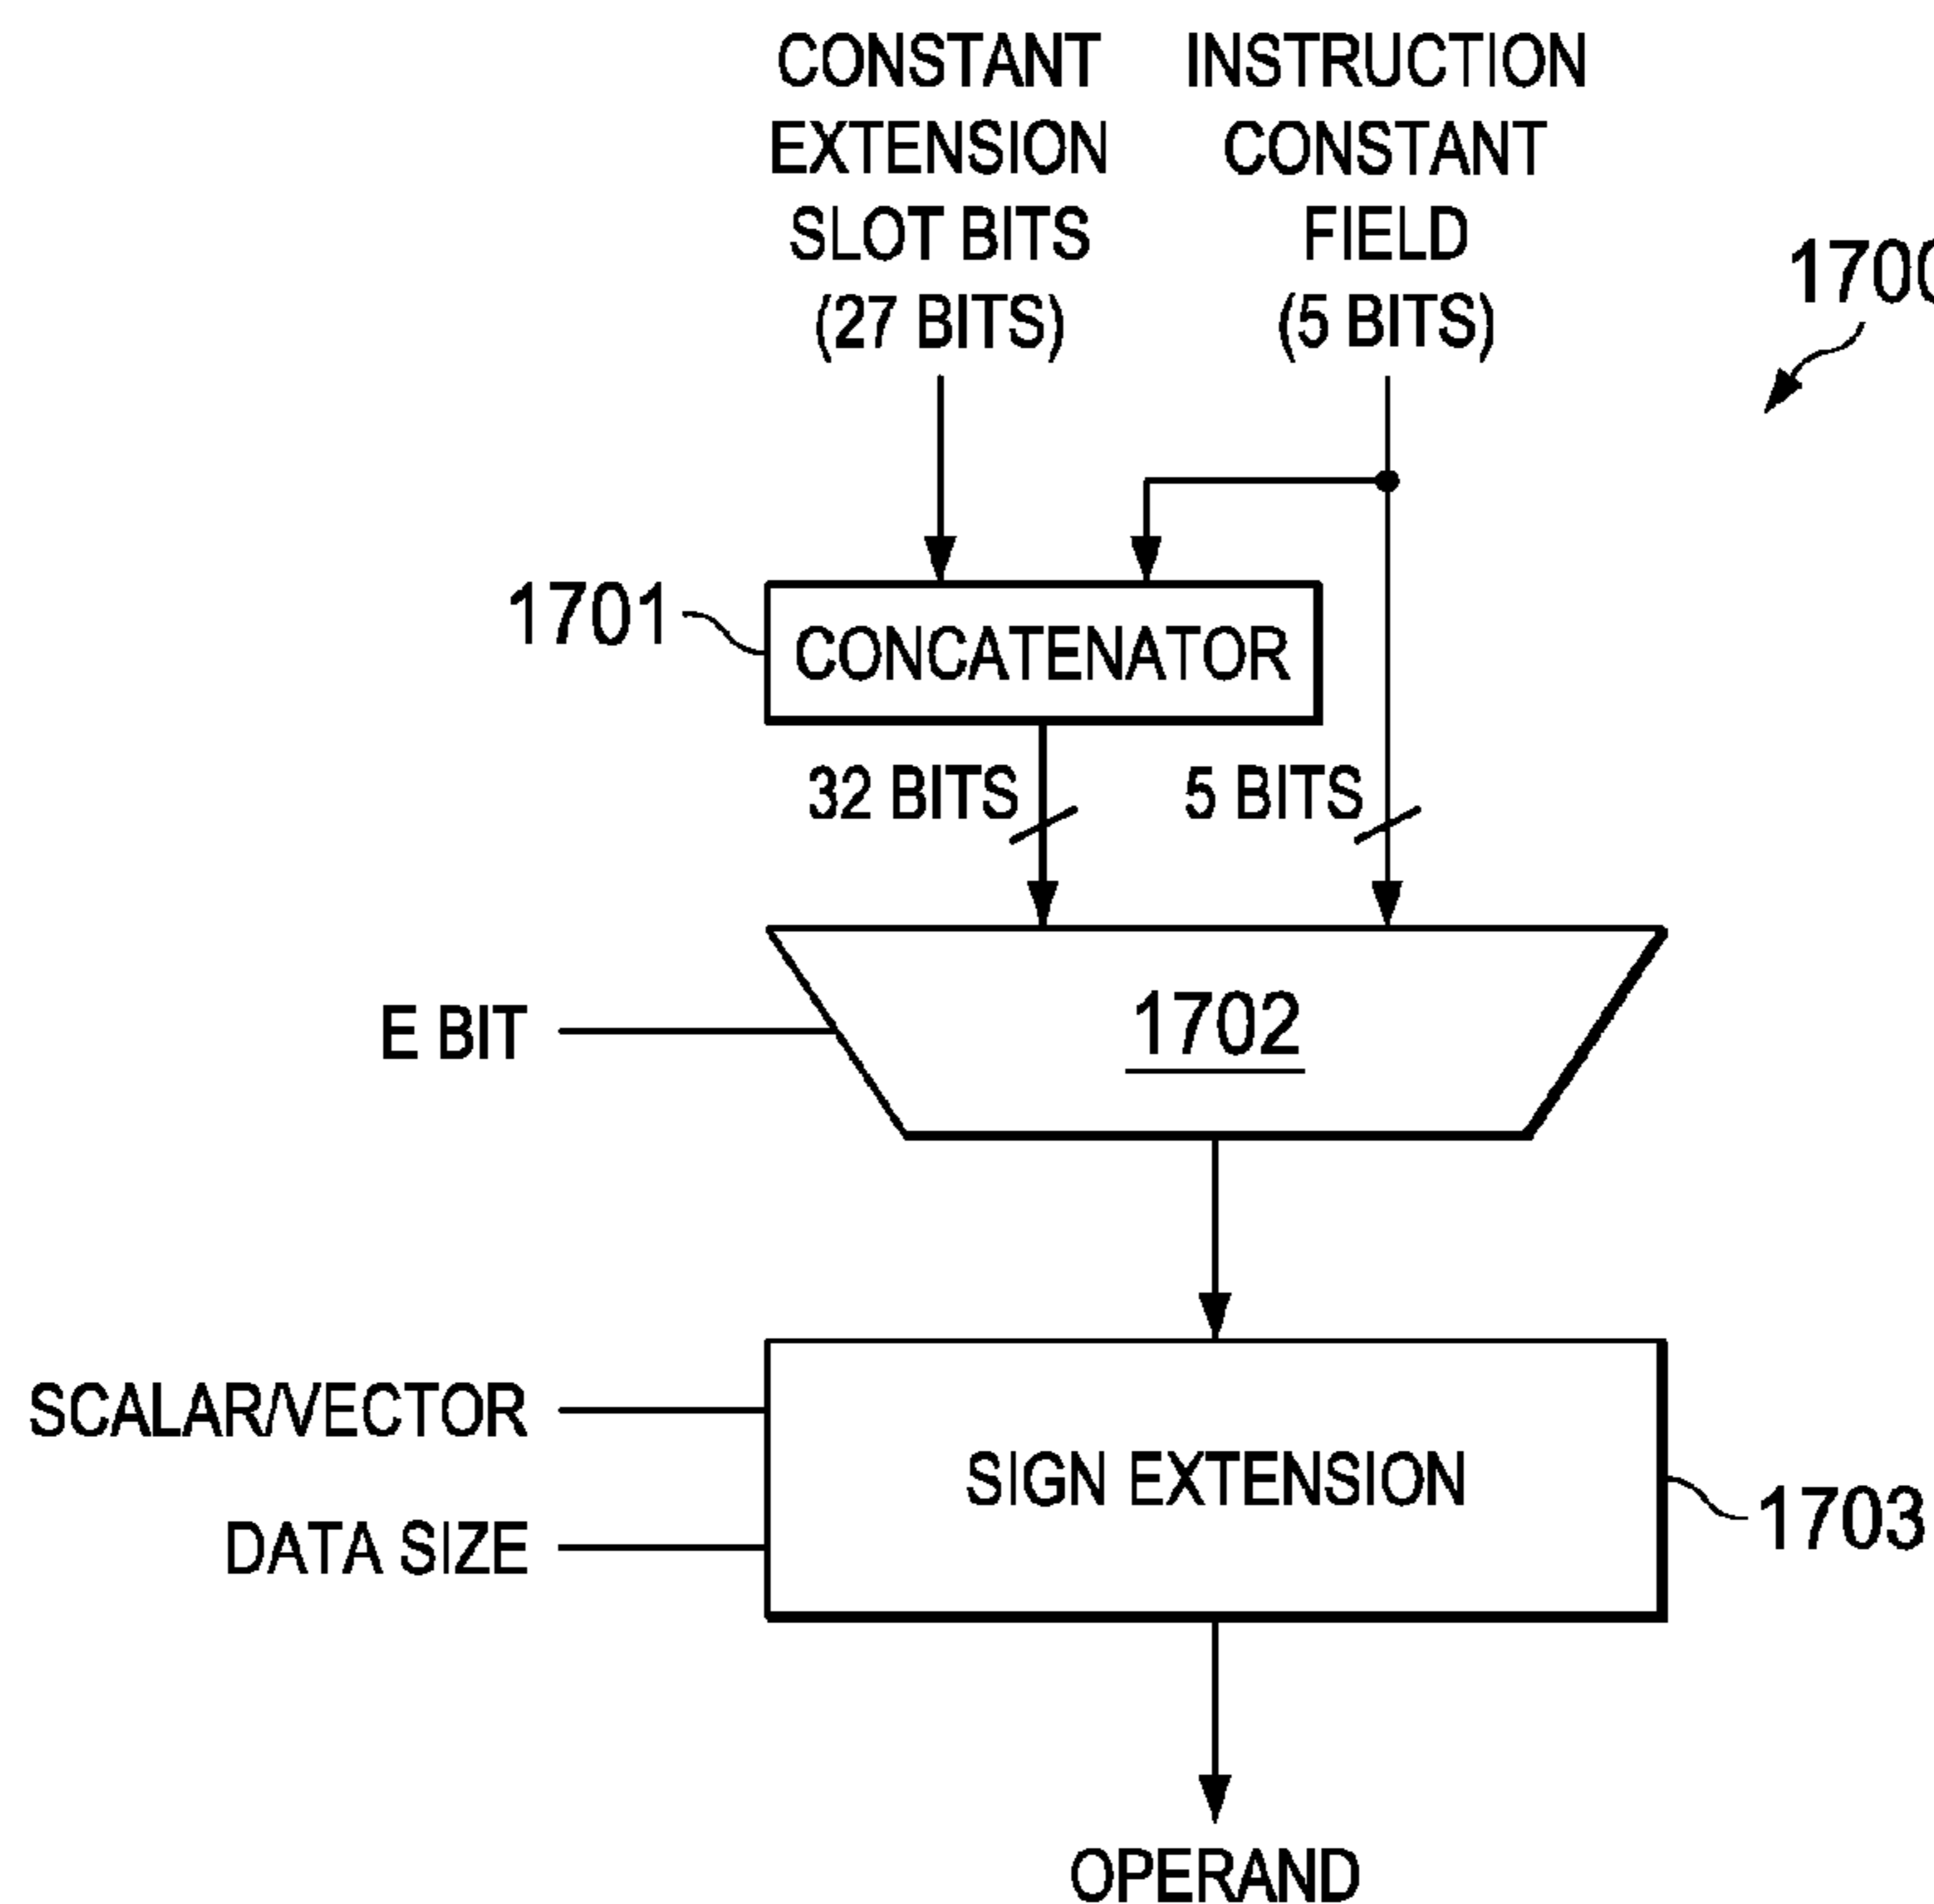 CONSTANT
EXTENSION
SLOT BITS
(27 BITS)
INSTRUCTION
CONSTANT
FIELD
(5 BITS)
1700
1701
CONCATENATOR
32 BITS
5 BITS
E BIT
1702
SCALAR/VECTOR
DATA SIZE
SIGN EXTENSION
1703
OPERAND